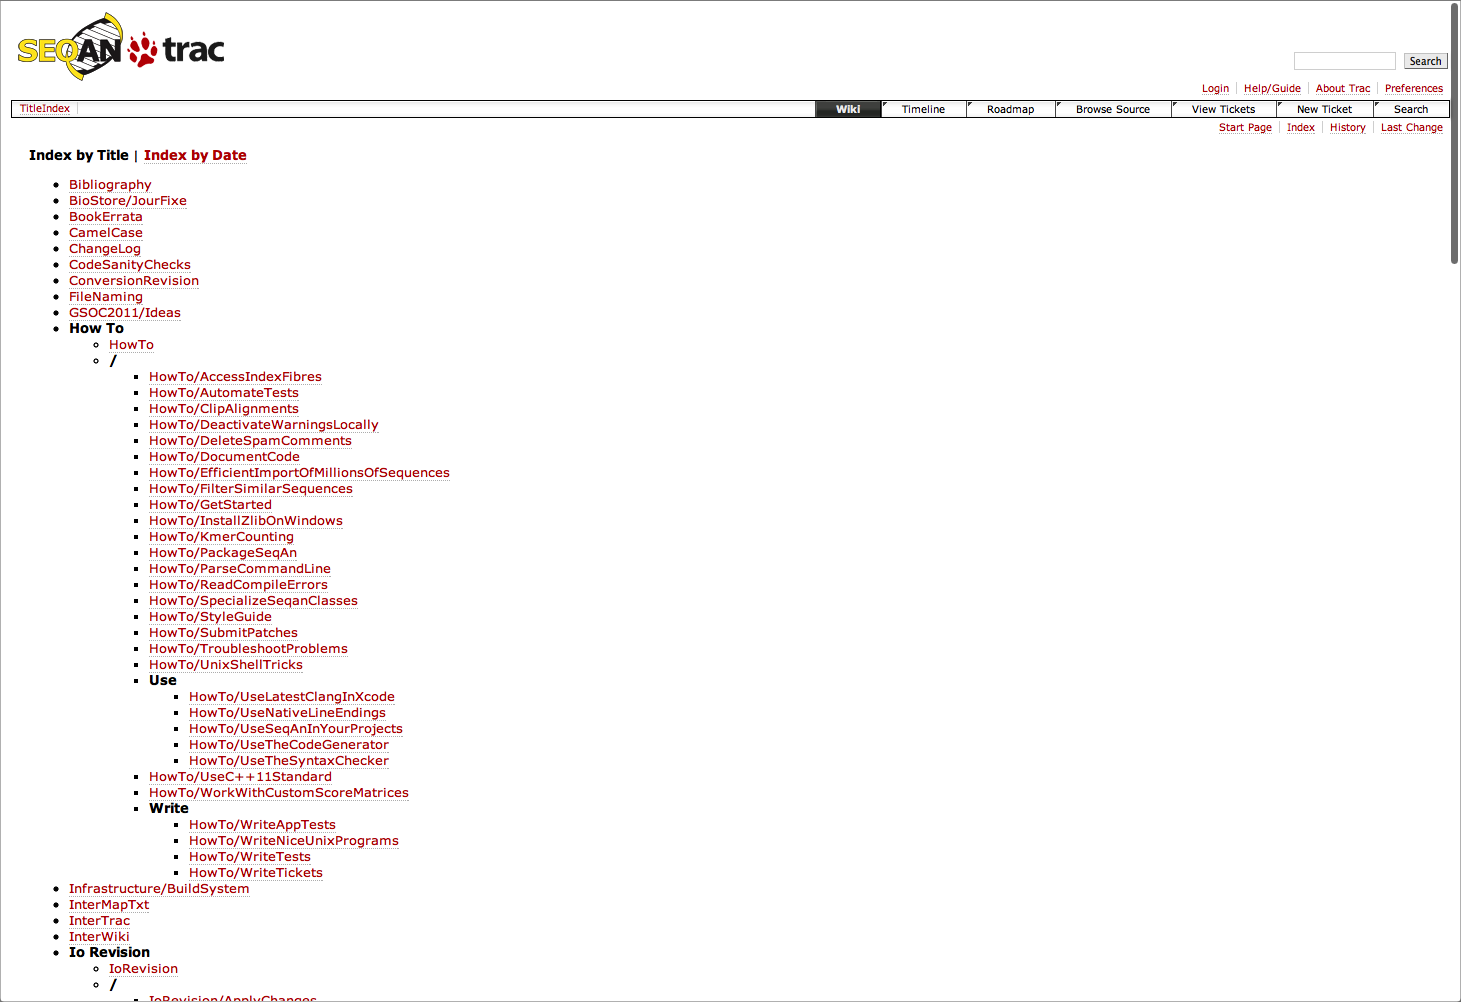 SEQAN trac
Search
Login Help/Guide About Trac Preferences
TitleIndex Wiki Timeline Roadmap Browse Source View Tickets New Ticket Search
Start Page Index History Last Change
Index by Title | Index by Date
Bibliography
BioStore/JourFixe
BookErrata
CamelCase
ChangeLog
CodeSanityChecks
ConversionRevision
FileNaming
GSOC2011/Ideas
How To
HowTo
/
HowTo/AccessIndexFibres
HowTo/AutomateTests
HowTo/ClipAlignments
HowTo/DeactivateWarningsLocally
HowTo/DeleteSpamComments
HowTo/DocumentCode
HowTo/EfficientImportOfMillionsOfSequences
HowTo/FilterSimilarSequences
HowTo/GetStarted
HowTo/InstallZlibOnWindows
HowTo/KmerCounting
HowTo/PackageSeqAn
HowTo/ParseCommandLine
HowTo/ReadCompileErrors
HowTo/SpecializeSeqanClasses
HowTo/StyleGuide
HowTo/SubmitPatches
HowTo/TroubleshootProblems
HowTo/UnixShellTricks
Use
HowTo/UseLatestClangInXcode
HowTo/UseNativeLineEndings
HowTo/UseSeqAnInYourProjects
HowTo/UseTheCodeGenerator
HowTo/UseTheSyntaxChecker
HowTo/UseC++11Standard
HowTo/WorkWithCustomScoreMatrices
Write
HowTo/WriteAppTests
HowTo/WriteNiceUnixPrograms
HowTo/WriteTests
HowTo/WriteTickets
Infrastructure/BuildSystem
InterMapTxt
InterTrac
InterWiki
Io Revision
IoRevision
/
IoRevision/ApplyChanges